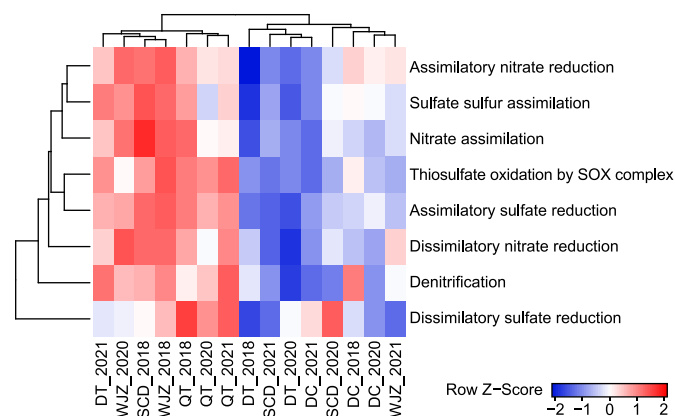 Assimilatory nitrate reduction
Sulfate sulfur assimilation
Nitrate assimilation
Thiosulfate oxidation by SOX complex
Assimilatory sulfate reduction
Dissimilatory nitrate reduction
Denitrification
Dissimilatory sulfate reduction
DT_2021
WJZ_2020
SCD_2018
WJZ_2018
QT_2018
QT_2020
QT_2021
DT_2018
SCD_2021
DT_2020
DC_2021
SCD_2020
DC_2018
DC_2020
WJZ_2021
Row Z−Score
−2 −1 0 1 2